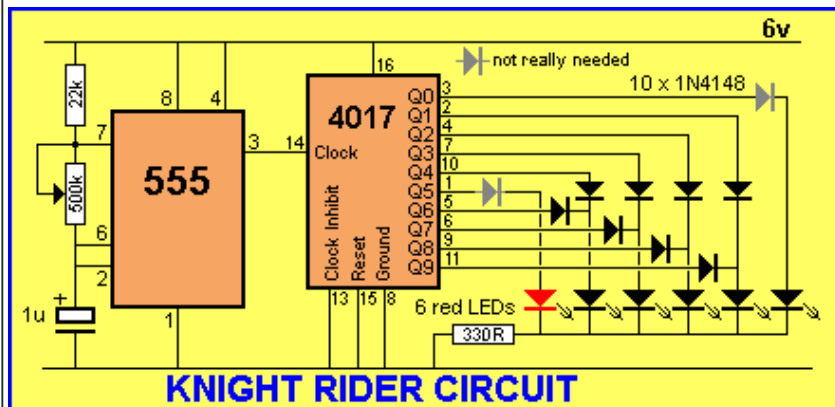 6v
16
not really needed
22k
8
4
3
10 x 1N4148
Q0
2
7
4017
Q1
4
3
14
Q2
7
Clock
Q3
10
555
Q4
1
500k
Q5
5
Q6
6
6
Q7
9
2
Q8
11
Q9
Clock Inhibit
Reset
Ground
1u
+
13
15
8
6 red LEDs
1
330R
KNIGHT RIDER CIRCUIT